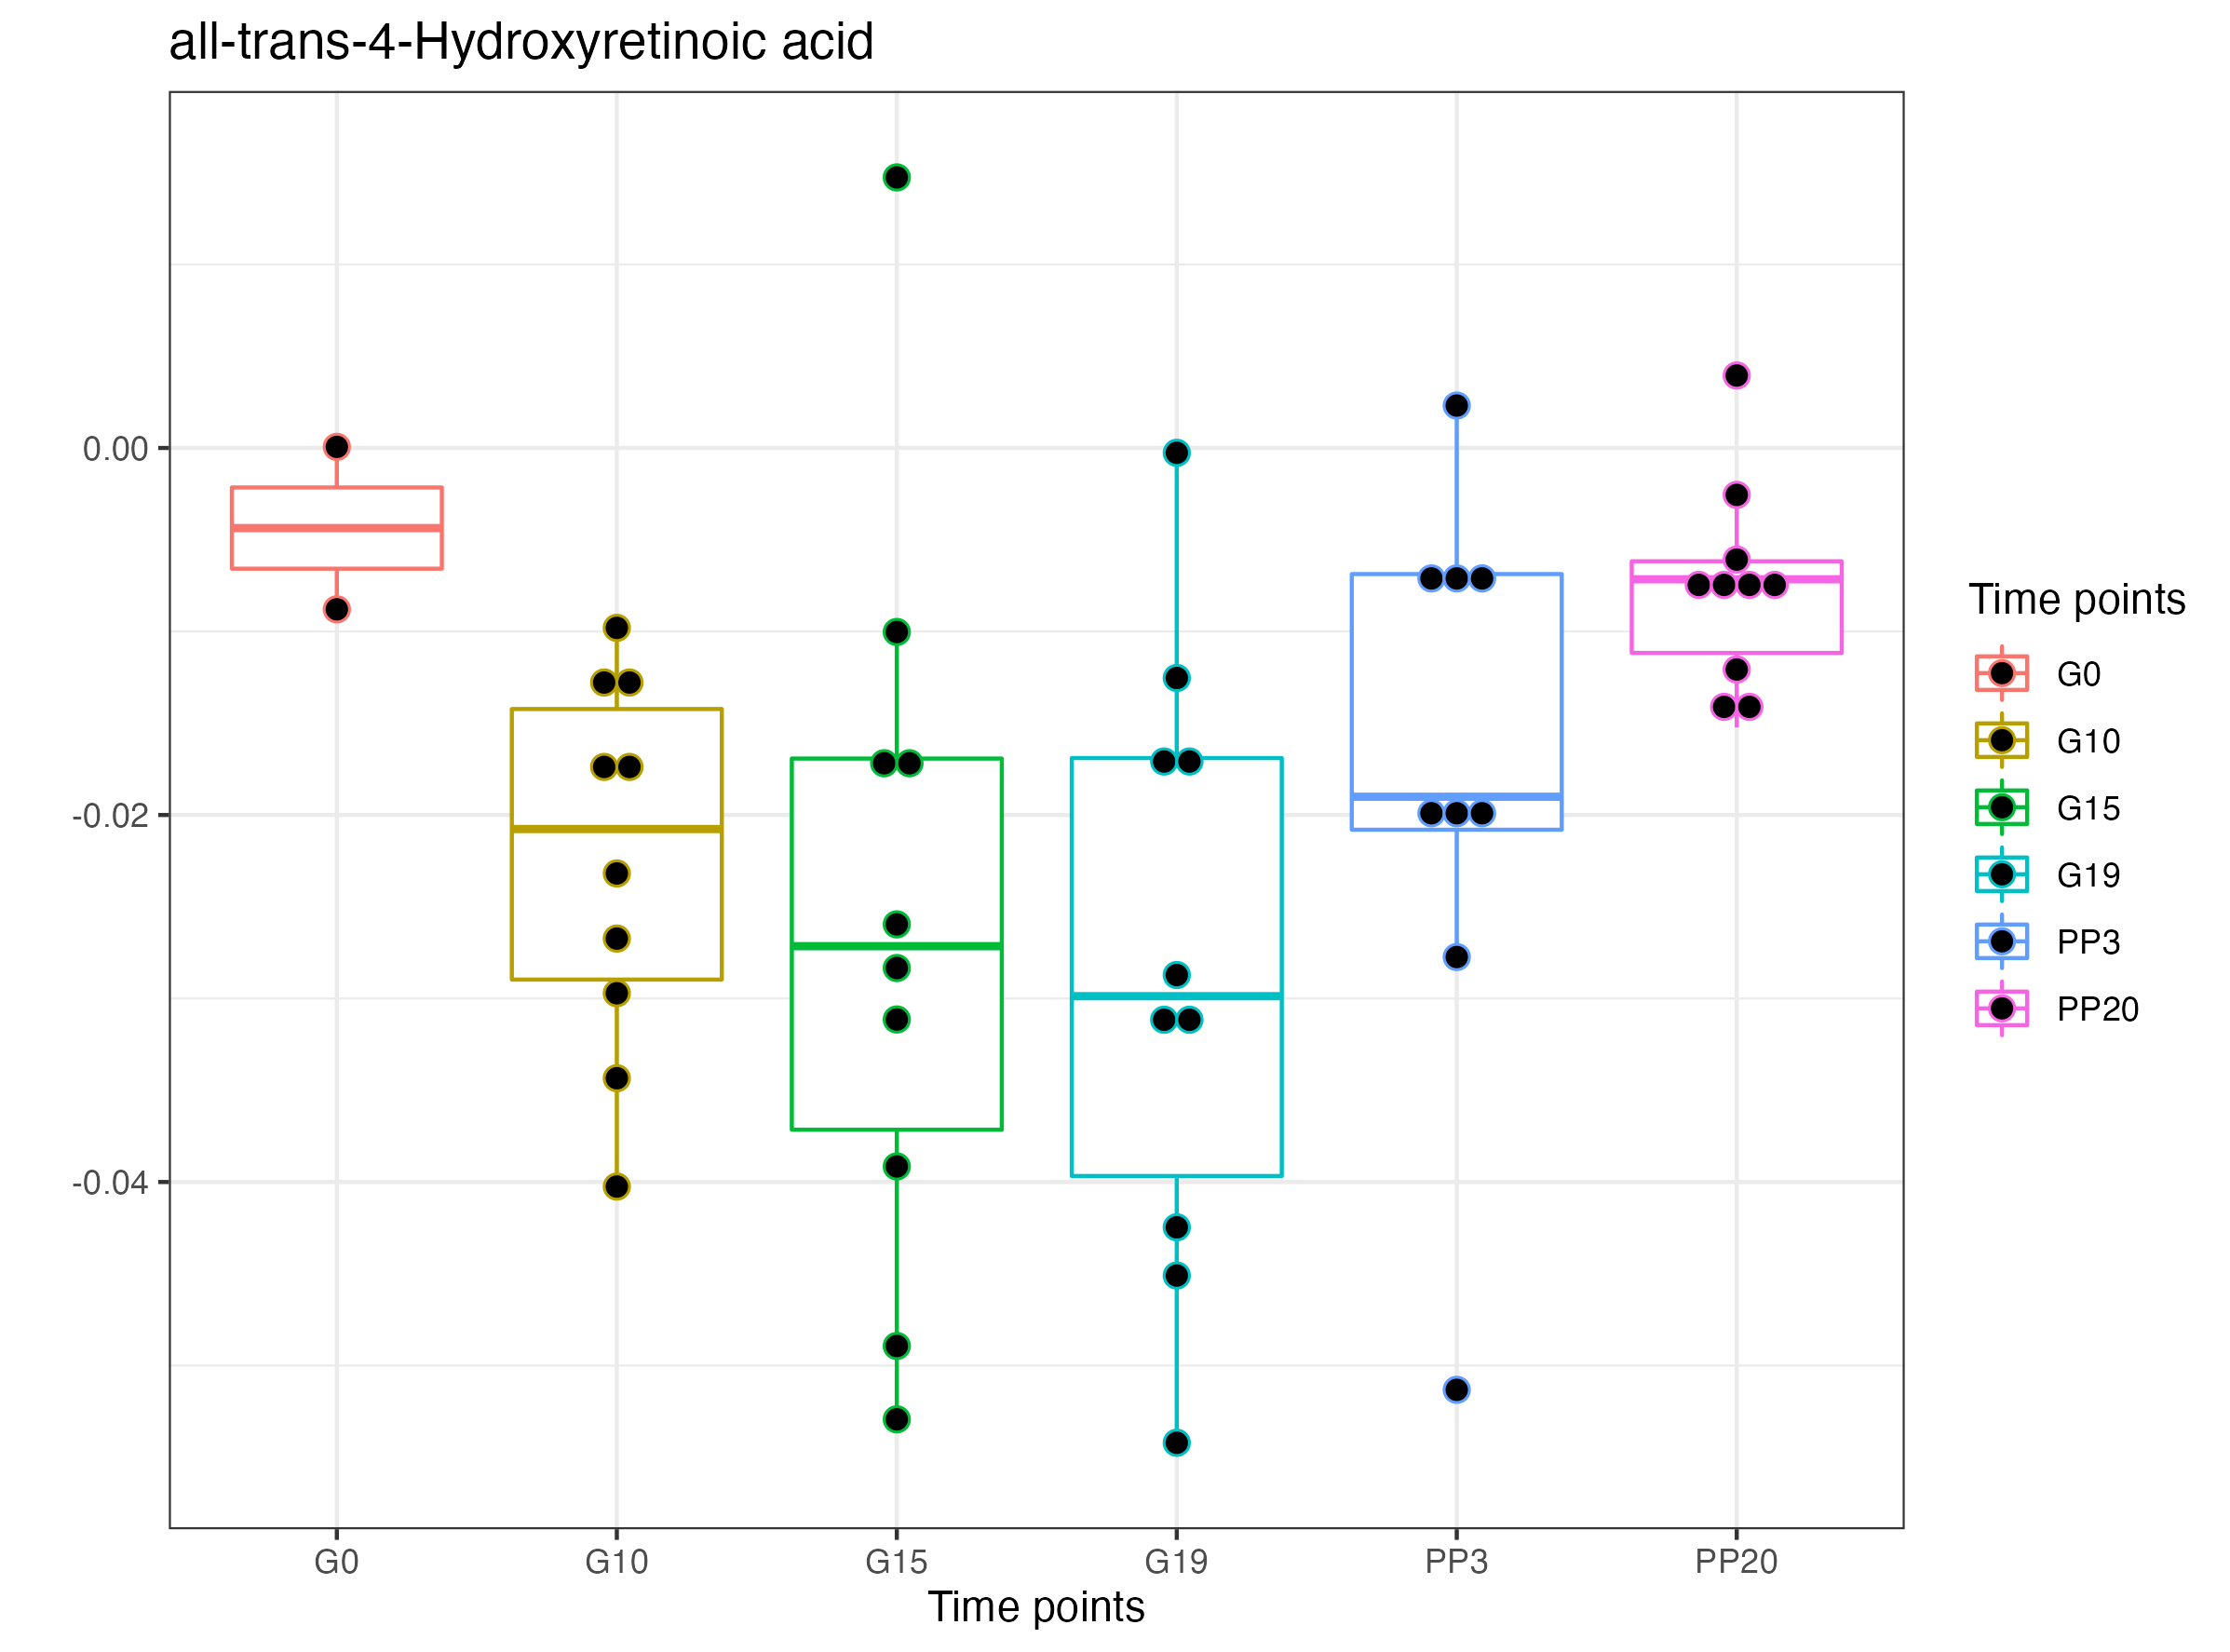 all-trans-4-Hydroxyretinoic acid
0.00
-0.02
-0.04
G0
G10
G15
G19
PP3
PP20
Time points
Time points
G0
G10
G15
G19
PP3
PP20